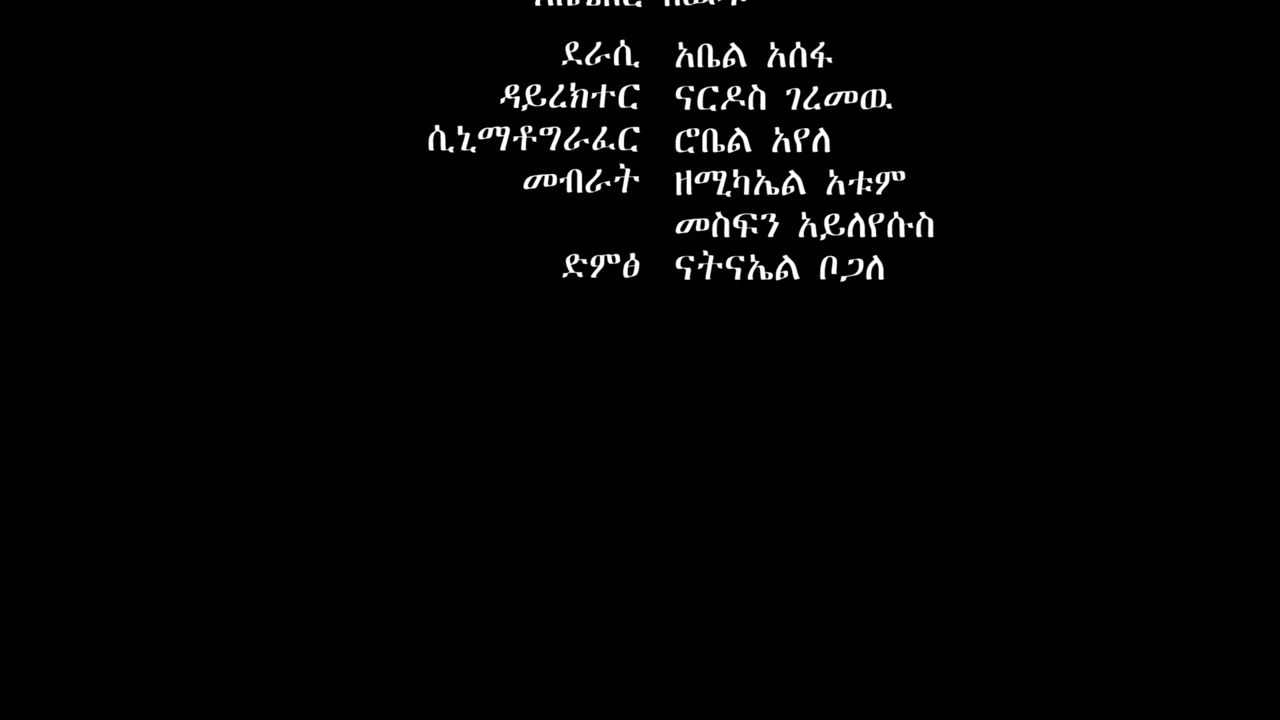 ደራሲ አቤል አሰፋ
ዳይረክተር ናርዶስ ገረመዉ
ሲኒማቶግራፈር ሮቤል አየለ
መብራት ዘሚካኤል አቱም
መስፍን አይለየሱስ
ድምፅ ናትናኤል ቦጋለ